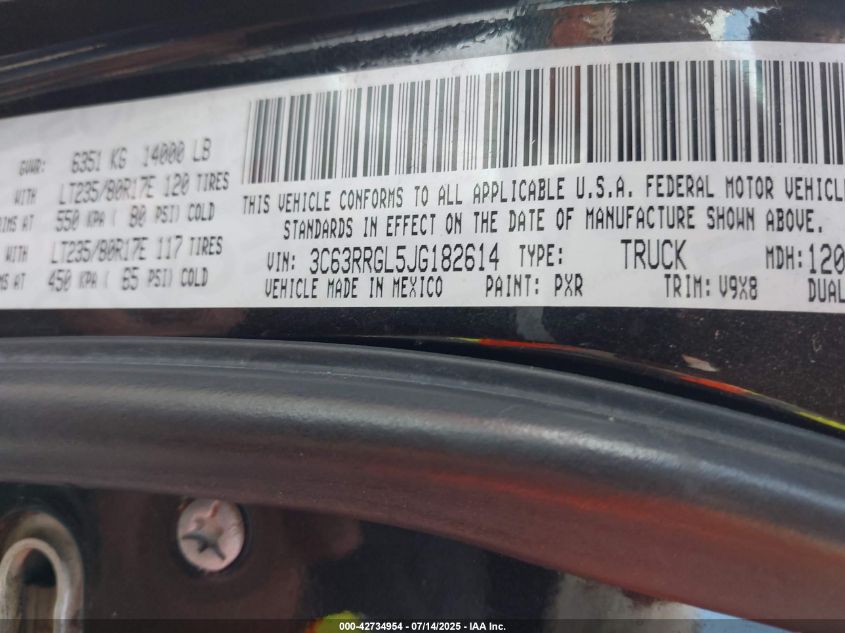 GVWR: 6351 KG 14000 LB
WITH LT235/80R17E 120 TIRES
AT 550 KPA ( 80 PSI) COLD
WITH LT235/80R17E 117 TIRES
AT 450 KPA ( 65 PSI) COLD
THIS VEHICLE CONFORMS TO ALL APPLICABLE U.S.A. FEDERAL MOTOR VEHICLE
STANDARDS IN EFFECT ON THE DATE OF MANUFACTURE SHOWN ABOVE.
VIN: 3C63RRGL5JG182614 TYPE: TRUCK MDH: 120
VEHICLE MADE IN MEXICO PAINT: PXR TRIM: V9X8 DUAL
000-42734954 - 07/14/2025 - IAA Inc.